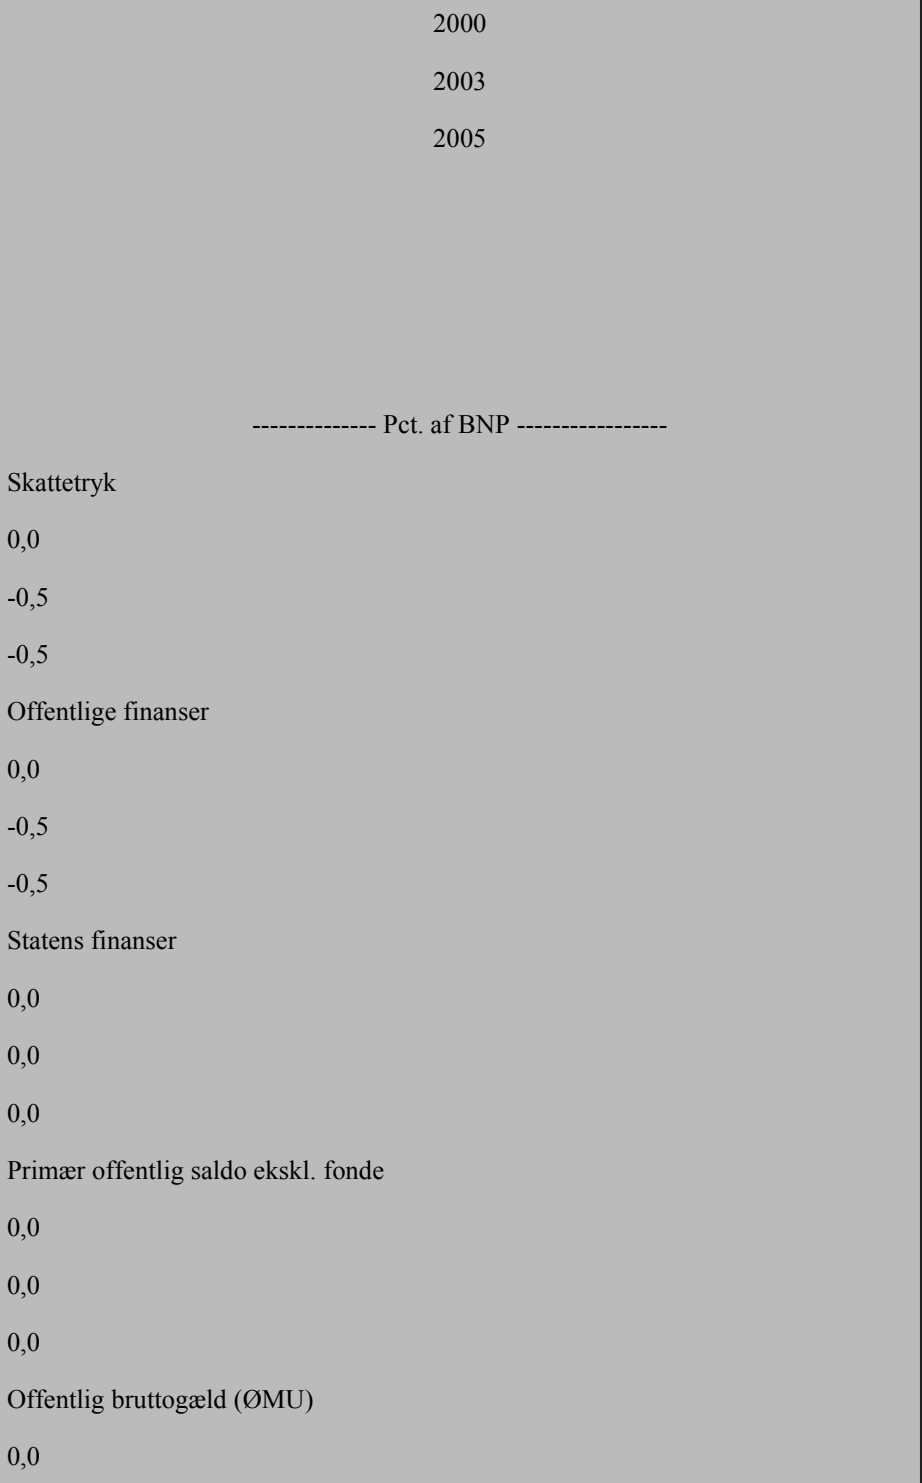 2000
2003
2005
-------------- Pct. af BNP -----------------
Skattetryk
0,0
-0,5
-0,5
Offentlige finanser
0,0
-0,5
-0,5
Statens finanser
0,0
0,0
0,0
Primær offentlig saldo ekskl. fonde
0,0
0,0
0,0
Offentlig bruttogæld (ØMU)
0,0